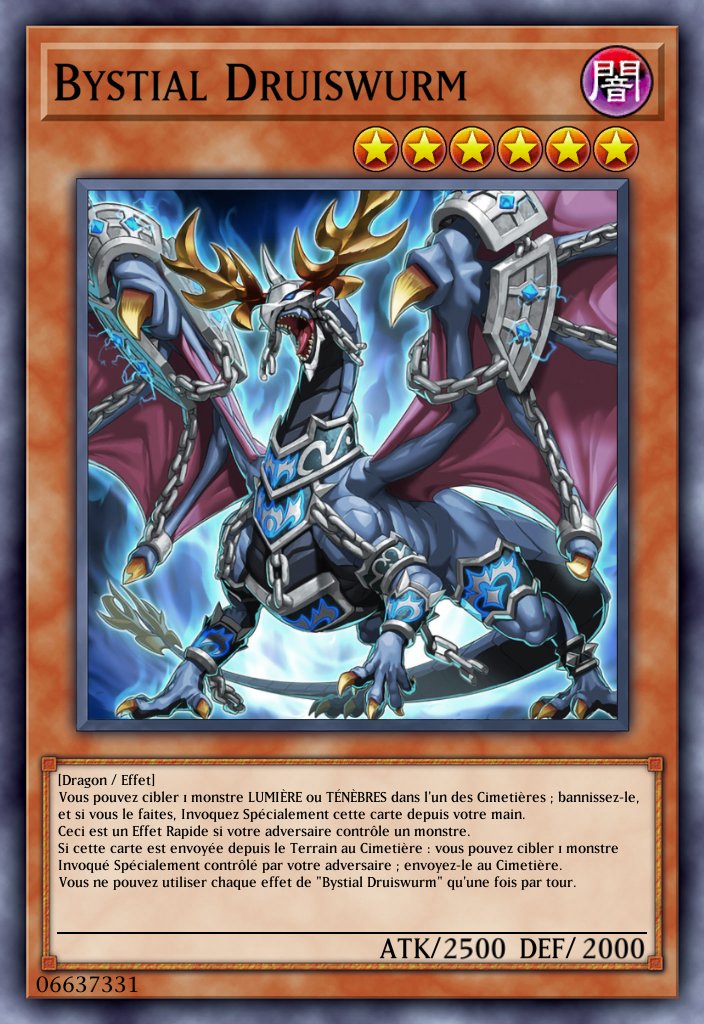 Bystial Druiswurm
闇
[Dragon / Effet]
Vous pouvez cibler 1 monstre LUMIÈRE ou TÉNÈBRES dans l'un des Cimetières ; bannissez-le,
et si vous le faites, Invoquez Spécialement cette carte depuis votre main.
Ceci est un Effet Rapide si votre adversaire contrôle un monstre.
Si cette carte est envoyée depuis le Terrain au Cimetière : vous pouvez cibler 1 monstre
Invoqué Spécialement contrôlé par votre adversaire ; envoyez-le au Cimetière.
Vous ne pouvez utiliser chaque effet de "Bystial Druiswurm" qu'une fois par tour.
ATK/2500 DEF/2000
06637331